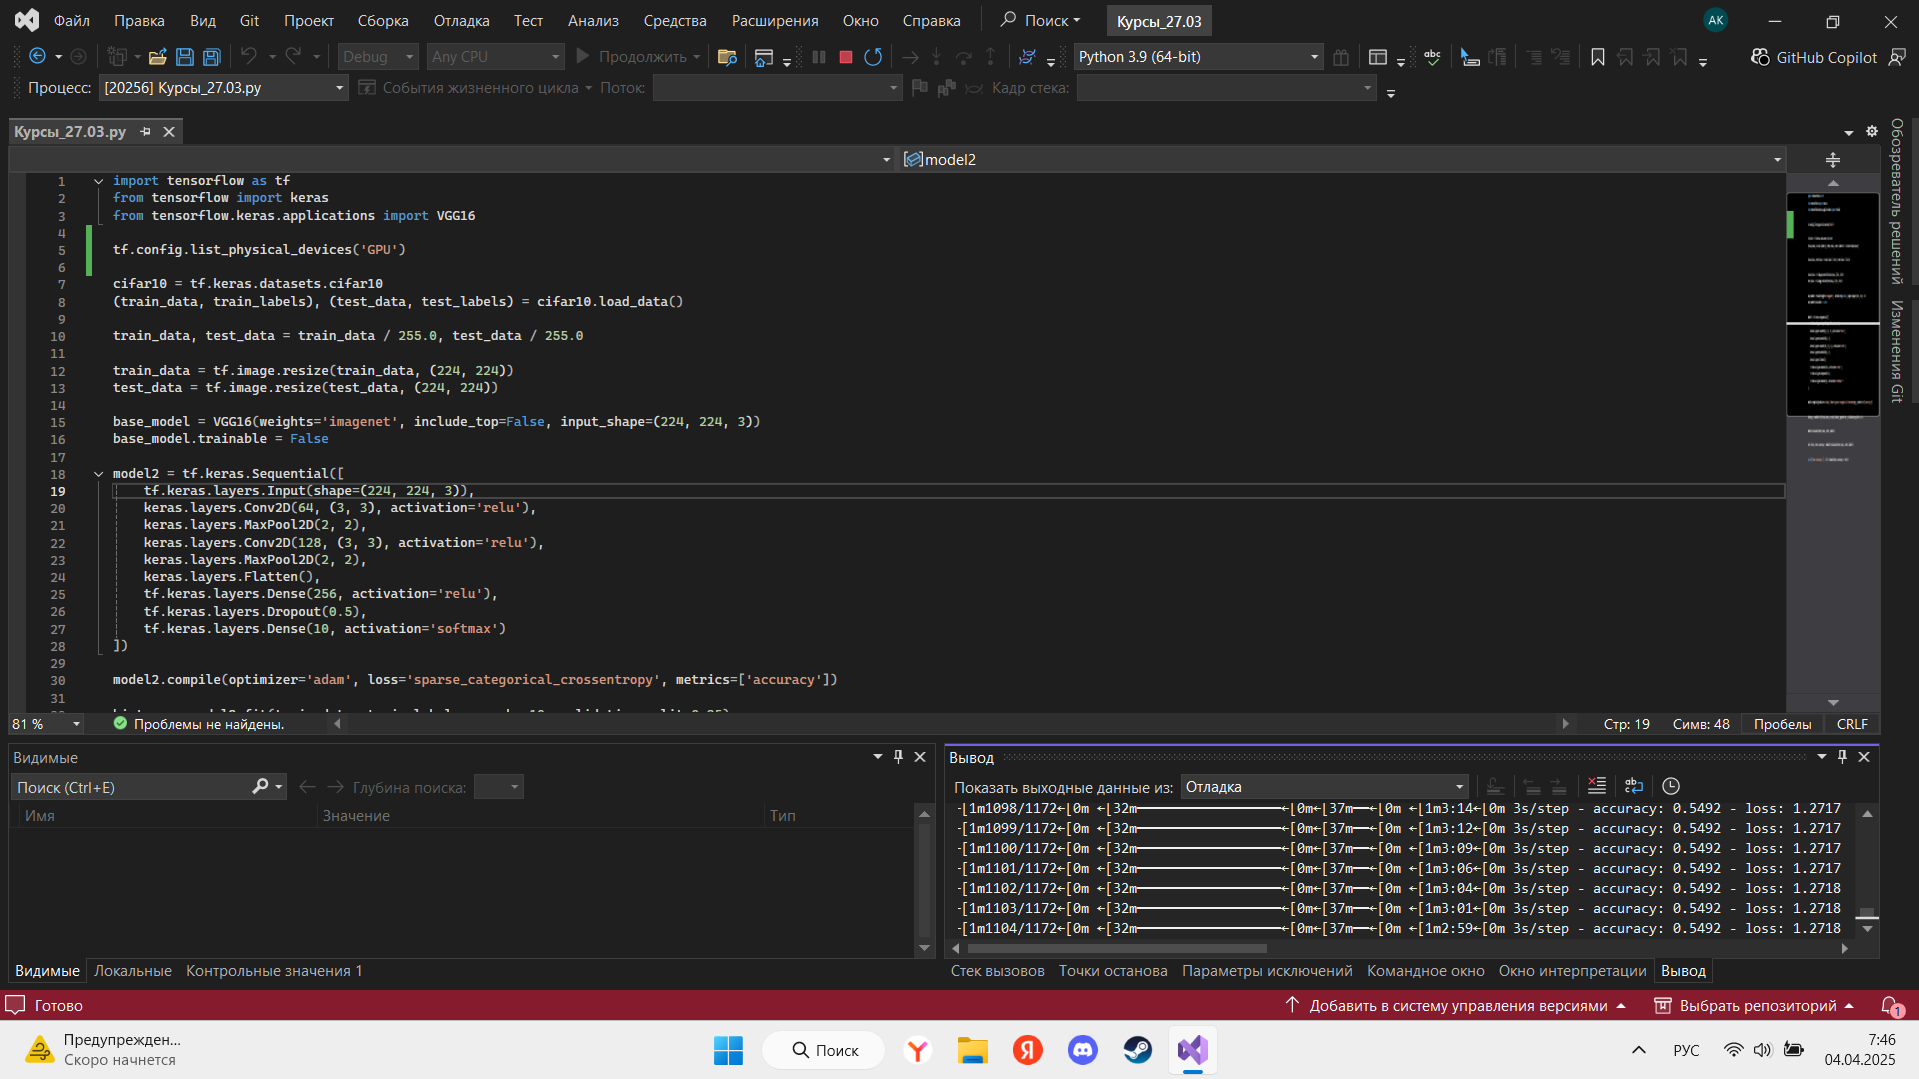 Файл Правка Вид Git Проект Сборка Отладка Тест Анализ Средства Расширения Окно Справка Поиск Курсы_27.03 AK
Debug Any CPU Продолжить Python 3.9 (64-bit) abc GitHub Copilot
Процесс: [20256] Курсы_27.03.py События жизненного цикла Поток: Кадр стека:
Курсы_27.03.py
model2
1 import tensorflow as tf
2 from tensorflow import keras
3 from tensorflow.keras.applications import VGG16
4
5 tf.config.list_physical_devices('GPU')
6
7 cifar10 = tf.keras.datasets.cifar10
8 (train_data, train_labels), (test_data, test_labels) = cifar10.load_data()
9
10 train_data, test_data = train_data / 255.0, test_data / 255.0
11
12 train_data = tf.image.resize(train_data, (224, 224))
13 test_data = tf.image.resize(test_data, (224, 224))
14
15 base_model = VGG16(weights='imagenet', include_top=False, input_shape=(224, 224, 3))
16 base_model.trainable = False
17
18 model2 = tf.keras.Sequential([
19 tf.keras.layers.Input(shape=(224, 224, 3)),
20 keras.layers.Conv2D(64, (3, 3), activation='relu'),
21 keras.layers.MaxPool2D(2, 2),
22 keras.layers.Conv2D(128, (3, 3), activation='relu'),
23 keras.layers.MaxPool2D(2, 2),
24 keras.layers.Flatten(),
25 tf.keras.layers.Dense(256, activation='relu'),
26 tf.keras.layers.Dropout(0.5),
27 tf.keras.layers.Dense(10, activation='softmax')
28 ])
29
30 model2.compile(optimizer='adam', loss='sparse_categorical_crossentropy', metrics=['accuracy'])
31
Обозреватель решений
Изменения Git
81 % Проблемы не найдены. Стр: 19 Симв: 48 Пробелы CRLF
Видимые
Поиск (Ctrl+E) Глубина поиска:
Имя Значение Тип
Видимые Локальные Контрольные значения 1
Вывод
Показать выходные данные из: Отладка
-[1m1098/1172←[0m ←[32m━━━━━━━━━━━━━━━━━━←[0m←[37m━━←[0m ←[1m3:14←[0m 3s/step - accuracy: 0.5492 - loss: 1.2717
-[1m1099/1172←[0m ←[32m━━━━━━━━━━━━━━━━━━←[0m←[37m━━←[0m ←[1m3:12←[0m 3s/step - accuracy: 0.5492 - loss: 1.2717
-[1m1100/1172←[0m ←[32m━━━━━━━━━━━━━━━━━━←[0m←[37m━━←[0m ←[1m3:09←[0m 3s/step - accuracy: 0.5492 - loss: 1.2717
-[1m1101/1172←[0m ←[32m━━━━━━━━━━━━━━━━━━←[0m←[37m━━←[0m ←[1m3:06←[0m 3s/step - accuracy: 0.5492 - loss: 1.2717
-[1m1102/1172←[0m ←[32m━━━━━━━━━━━━━━━━━━←[0m←[37m━━←[0m ←[1m3:04←[0m 3s/step - accuracy: 0.5492 - loss: 1.2718
-[1m1103/1172←[0m ←[32m━━━━━━━━━━━━━━━━━━←[0m←[37m━━←[0m ←[1m3:01←[0m 3s/step - accuracy: 0.5492 - loss: 1.2718
-[1m1104/1172←[0m ←[32m━━━━━━━━━━━━━━━━━━←[0m←[37m━━←[0m ←[1m2:59←[0m 3s/step - accuracy: 0.5492 - loss: 1.2718
Стек вызовов Точки останова Параметры исключений Командное окно Окно интерпретации Вывод
Готово Добавить в систему управления версиями Выбрать репозиторий 1
Предупрежден...
Скоро начнется
Поиск
РУС
7:46
04.04.2025